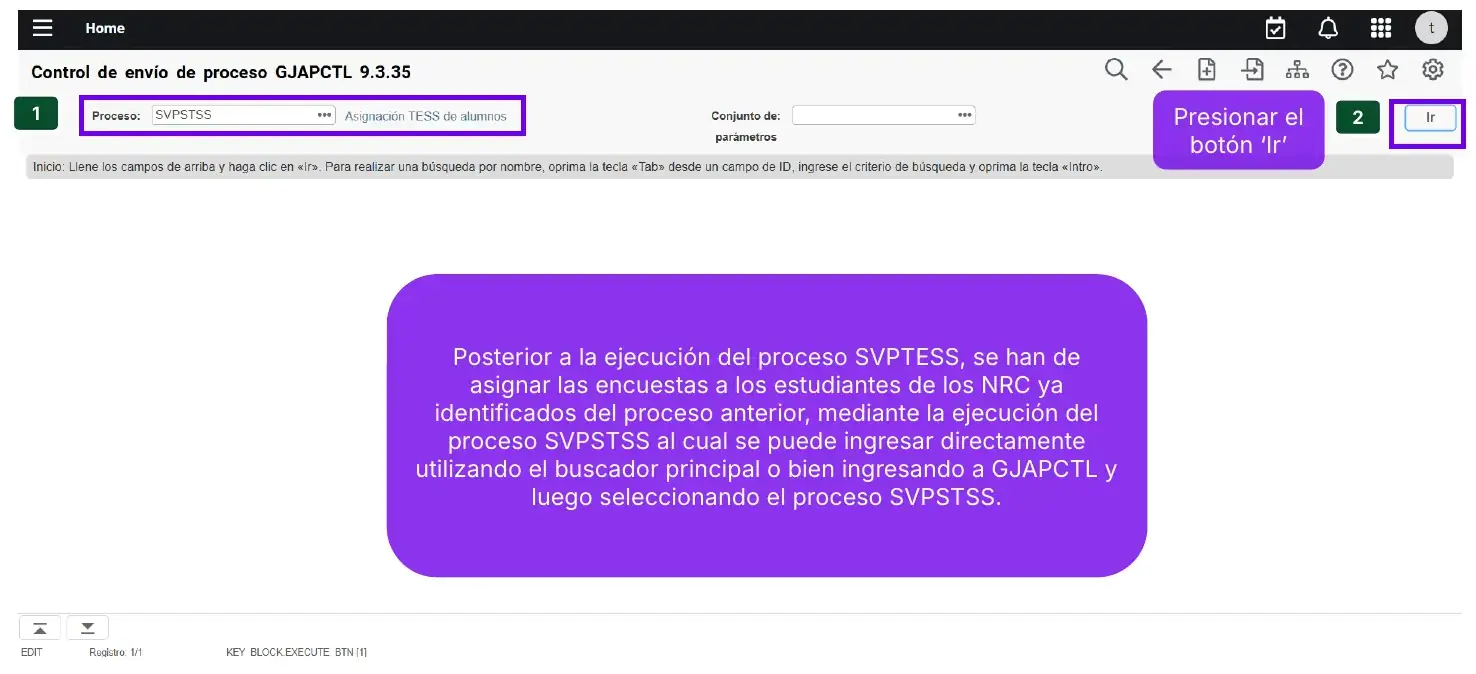 Home
t
Control de envío de proceso GJAPCTL 9.3.35
1
Proceso: SVPSTSS ••• Asignación TESS de alumnos
Conjunto de: •••
parámetros
Presionar el
botón ‘Ir’
2
Ir
Inicio: Llene los campos de arriba y haga clic en «Ir». Para realizar una búsqueda por nombre, oprima la tecla «Tab» desde un campo de ID, ingrese el criterio de búsqueda y oprima la tecla «Intro».
Posterior a la ejecución del proceso SVPTESS, se han de
asignar las encuestas a los estudiantes de los NRC ya
identificados del proceso anterior, mediante la ejecución del
proceso SVPSTSS al cual se puede ingresar directamente
utilizando el buscador principal o bien ingresando a GJAPCTL y
luego seleccionando el proceso SVPSTSS.
EDIT Registro: 1/1 KEY_BLOCK.EXECUTE_BTN [1]